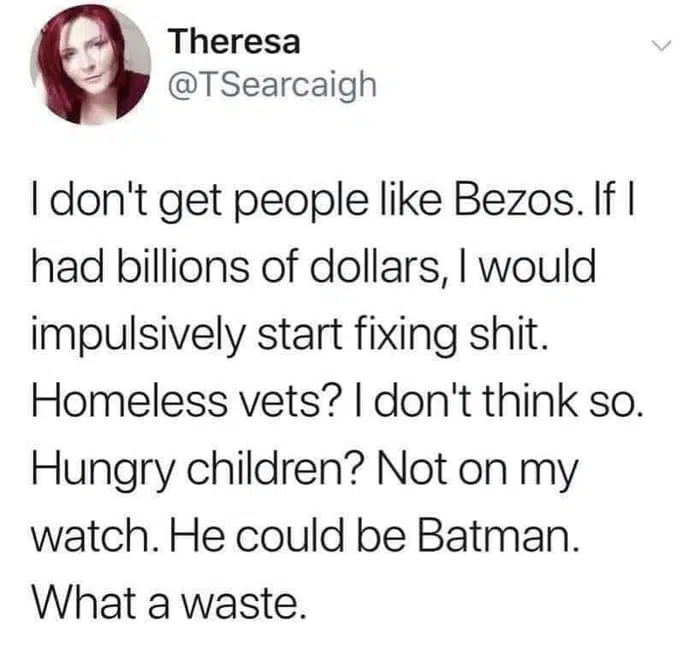 Theresa
@TSearcaigh
I don't get people like Bezos. If I
had billions of dollars, I would
impulsively start fixing shit.
Homeless vets? I don't think so.
Hungry children? Not on my
watch. He could be Batman.
What a waste.